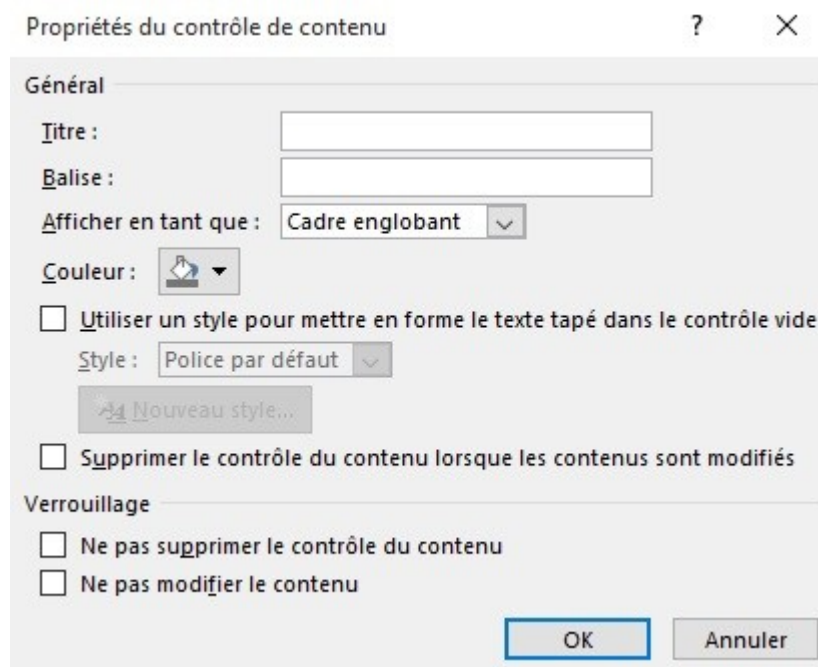 Propriétés du contrôle de contenu ?
Général
Titre :
Balise :
Afficher en tant que : Cadre englobant
Couleur :
Utiliser un style pour mettre en forme le texte tapé dans le contrôle vide
Style : Police par défaut
Nouveau style...
Supprimer le contrôle du contenu lorsque les contenus sont modifiés
Verrouillage
Ne pas supprimer le contrôle du contenu
Ne pas modifier le contenu
OK Annuler